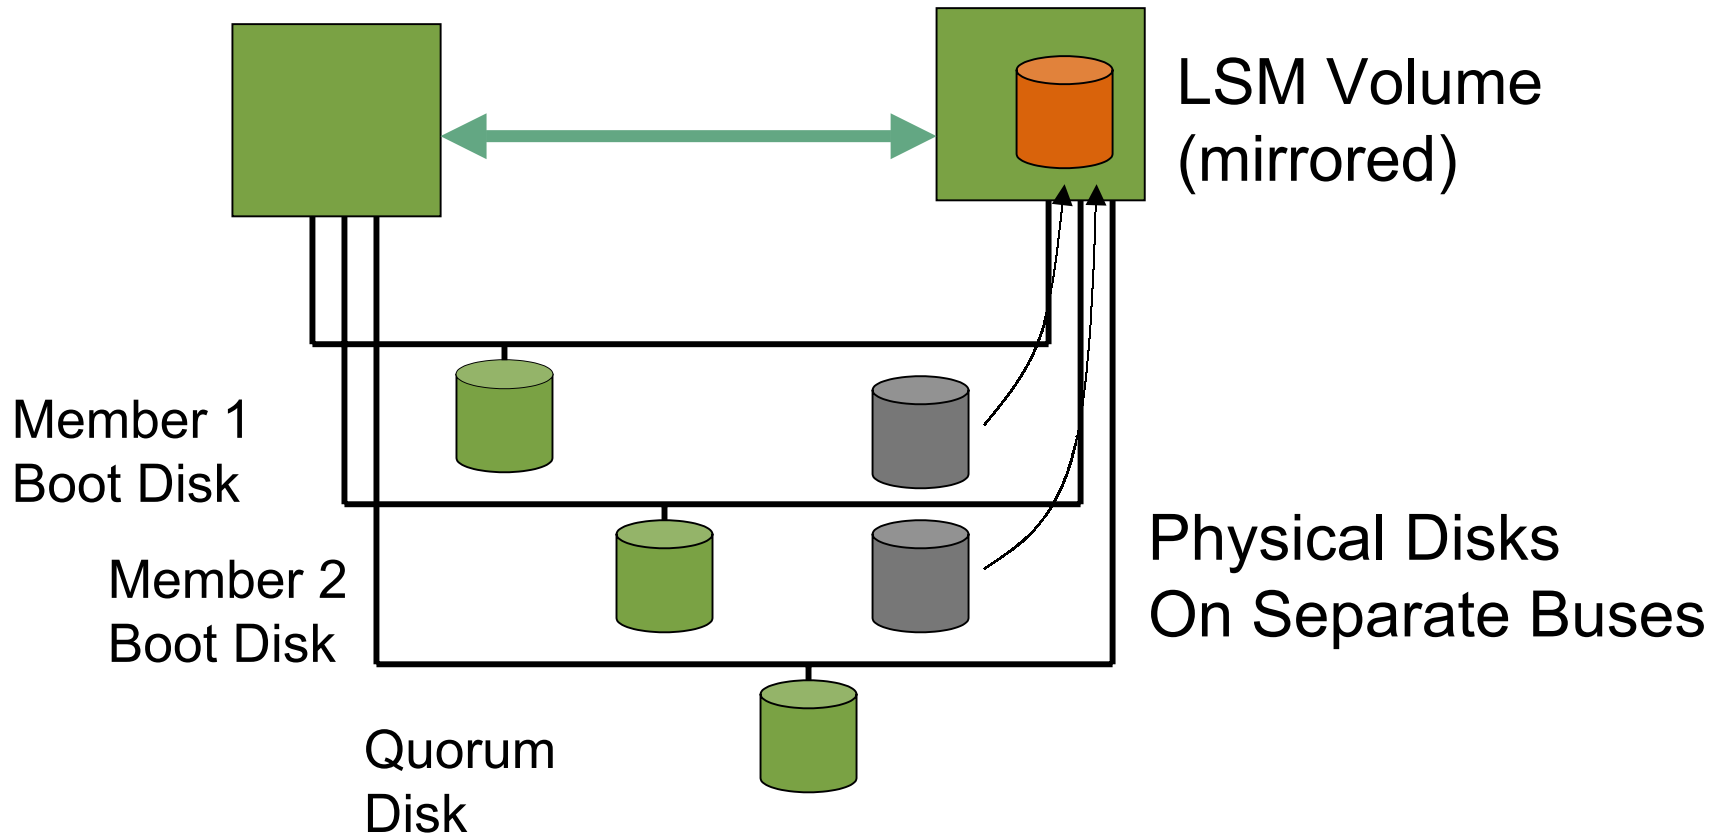 LSM Volume
(mirrored)
Member 1
Boot Disk
Physical Disks
On Separate Buses
Member 2
Boot Disk
Quorum
Disk